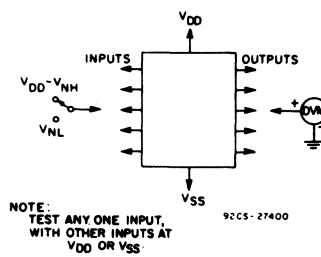 VDD
INPUTS
OUTPUTS
VDD-VNH
VNL
+
DVM
-
VSS
NOTE:
TEST ANY ONE INPUT,
WITH OTHER INPUTS AT
VDD OR VSS.
92CS-27400